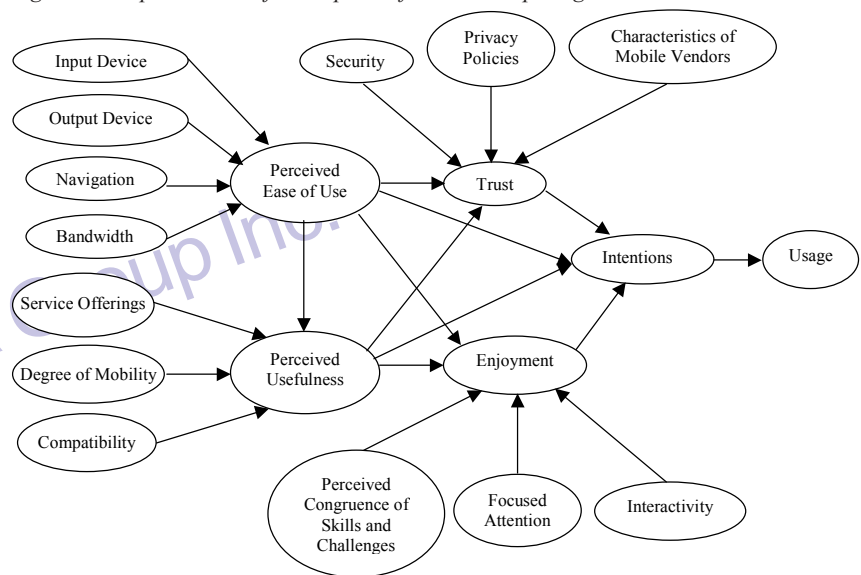 Input Device
Output Device
Navigation
Bandwidth
Service Offerings
Degree of Mobility
Compatibility
Security
Privacy
Policies
Characteristics of
Mobile Vendors
Perceived
Ease of Use
Trust
Intentions
Usage
Perceived
Usefulness
Enjoyment
Perceived
Congruence of
Skills and
Challenges
Focused
Attention
Interactivity
Group Inc.